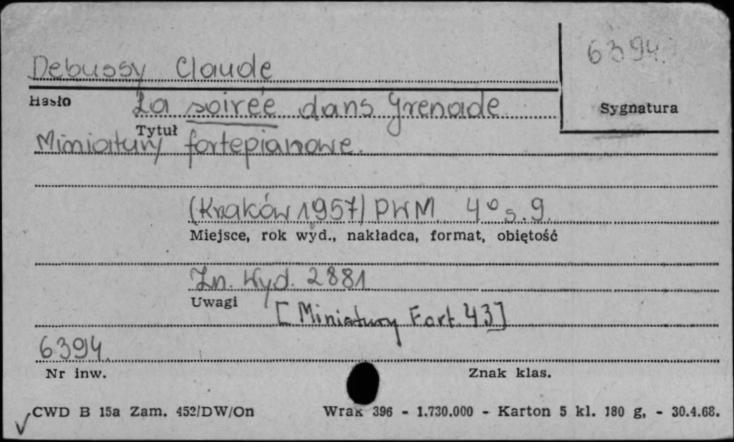 6394
Debussy Claude
Hasło
La soirée dans Grenade
Sygnatura
Tytuł
Miniatury fortepianowe.
(Kraków 1957) PWM 4° s. 9.
Miejsce, rok wyd., nakładca, format, objętość
Zn. Wyd. 2881
Uwagi
[Miniatury Fort. 43]
6394.
Nr inw.
Znak klas.
CWD B 15a Zam. 452/DW/On Wrak 396 - 1.730.000 - Karton 5 kl. 180 g. - 30.4.68.